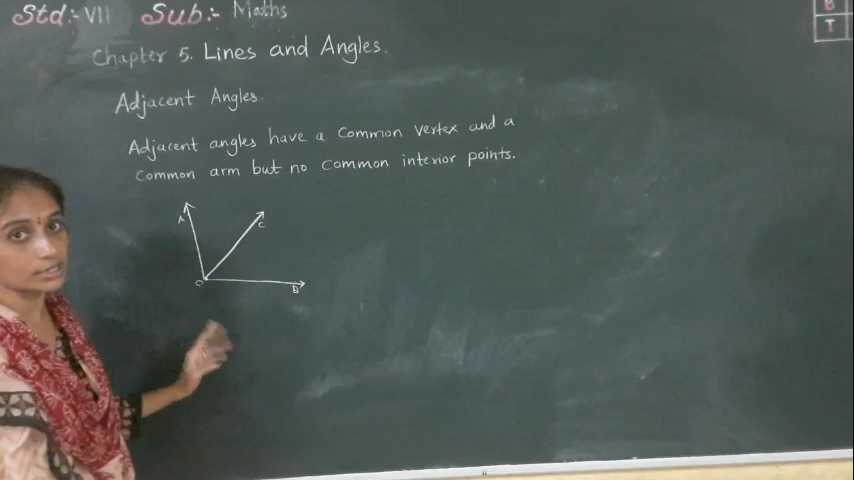 Std:- VII Sub:- Maths
B
T
Chapter 5. Lines and Angles.
Adjacent Angles.
Adjacent angles have a Common vertex and a
common arm but no common interior points.
A
C
O
B